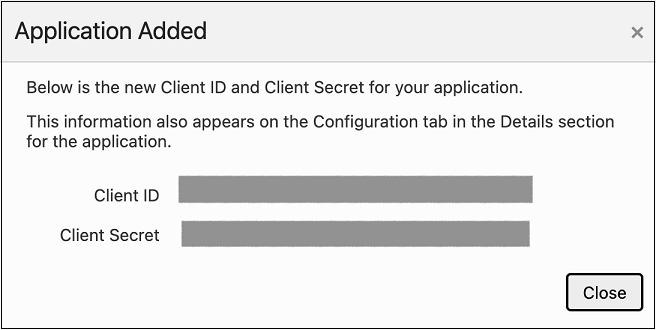 Application Added
×
Below is the new Client ID and Client Secret for your application.
This information also appears on the Configuration tab in the Details section
for the application.
Client ID
Client Secret
Close